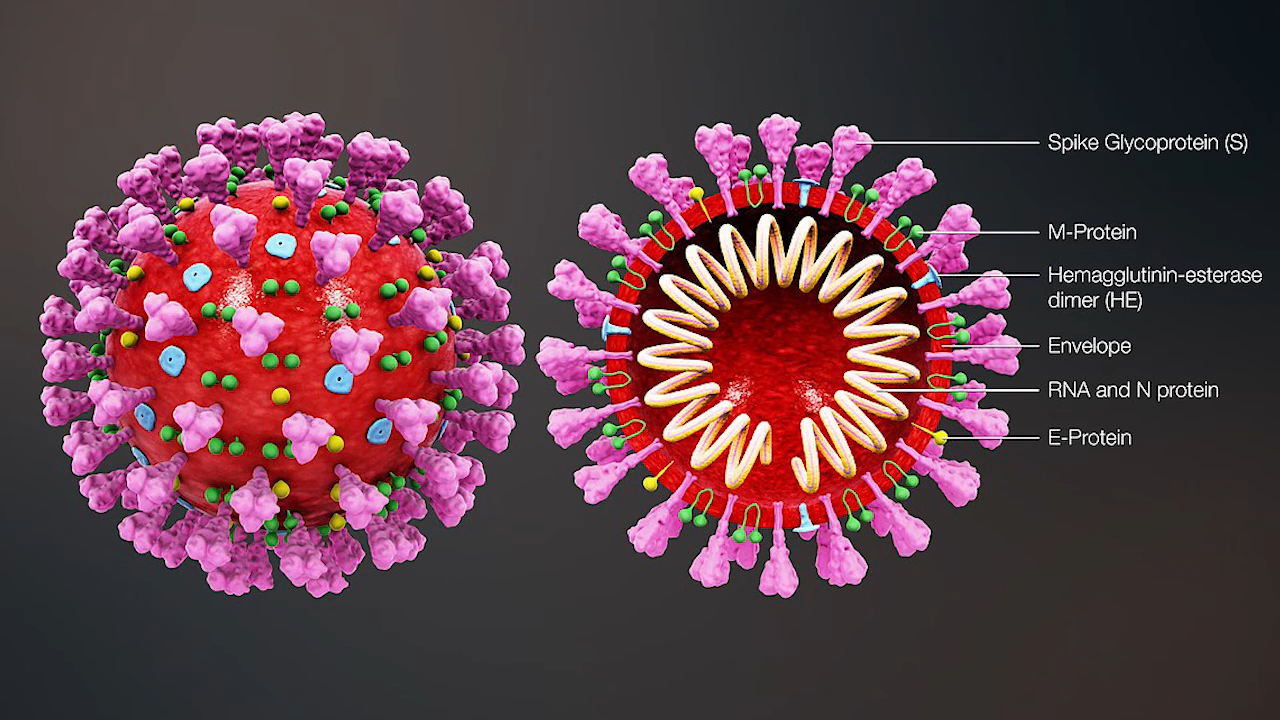 Spike Glycoprotein (S)
M-Protein
Hemagglutinin-esterase
dimer (HE)
Envelope
RNA and N protein
E-Protein